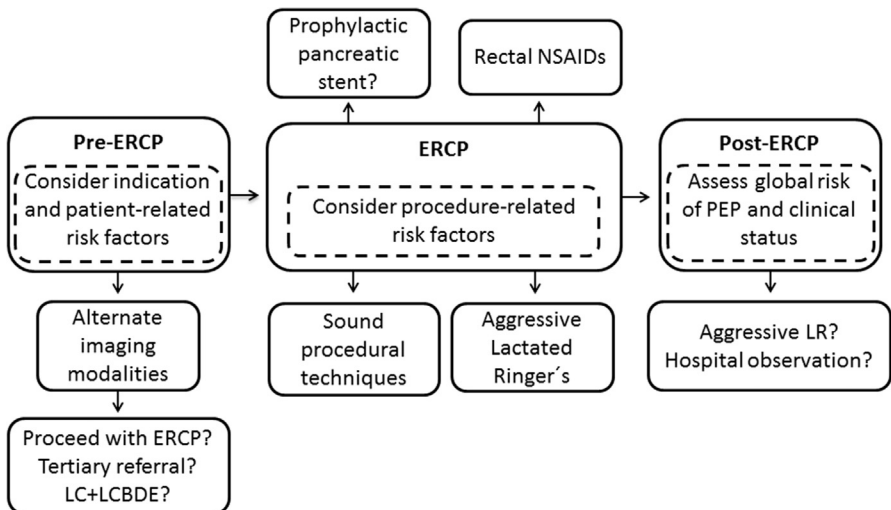 Prophylactic
pancreatic
stent?
Rectal NSAIDs
Pre-ERCP
Consider indication
and patient-related
risk factors
ERCP
Consider procedure-related
risk factors
Post-ERCP
Assess global risk
of PEP and clinical
status
Alternate
imaging
modalities
Sound
procedural
techniques
Aggressive
Lactated
Ringer´s
Aggressive LR?
Hospital observation?
Proceed with ERCP?
Tertiary referral?
LC+LCBDE?